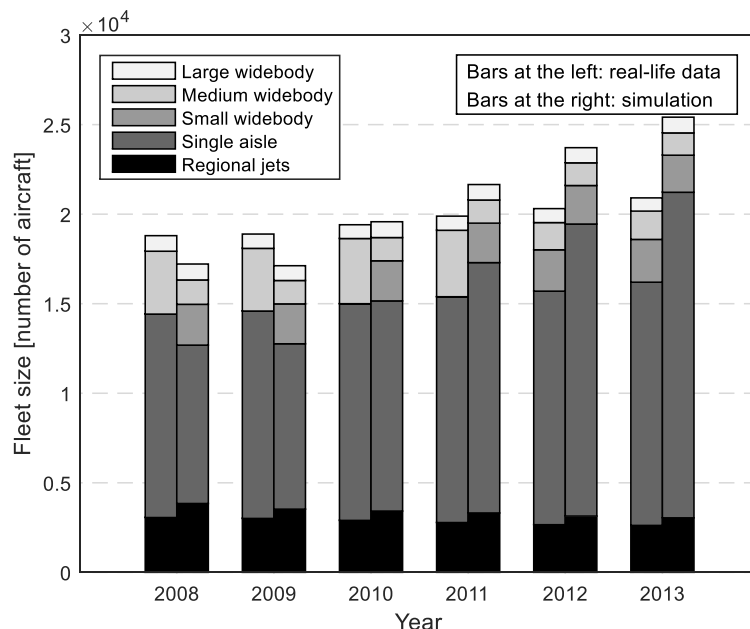 ×10⁴
3
2.5
2
1.5
1
0.5
0
Fleet size [number of aircraft]
Large widebody
Medium widebody
Small widebody
Single aisle
Regional jets
Bars at the left: real-life data
Bars at the right: simulation
2008 2009 2010 2011 2012 2013
Year